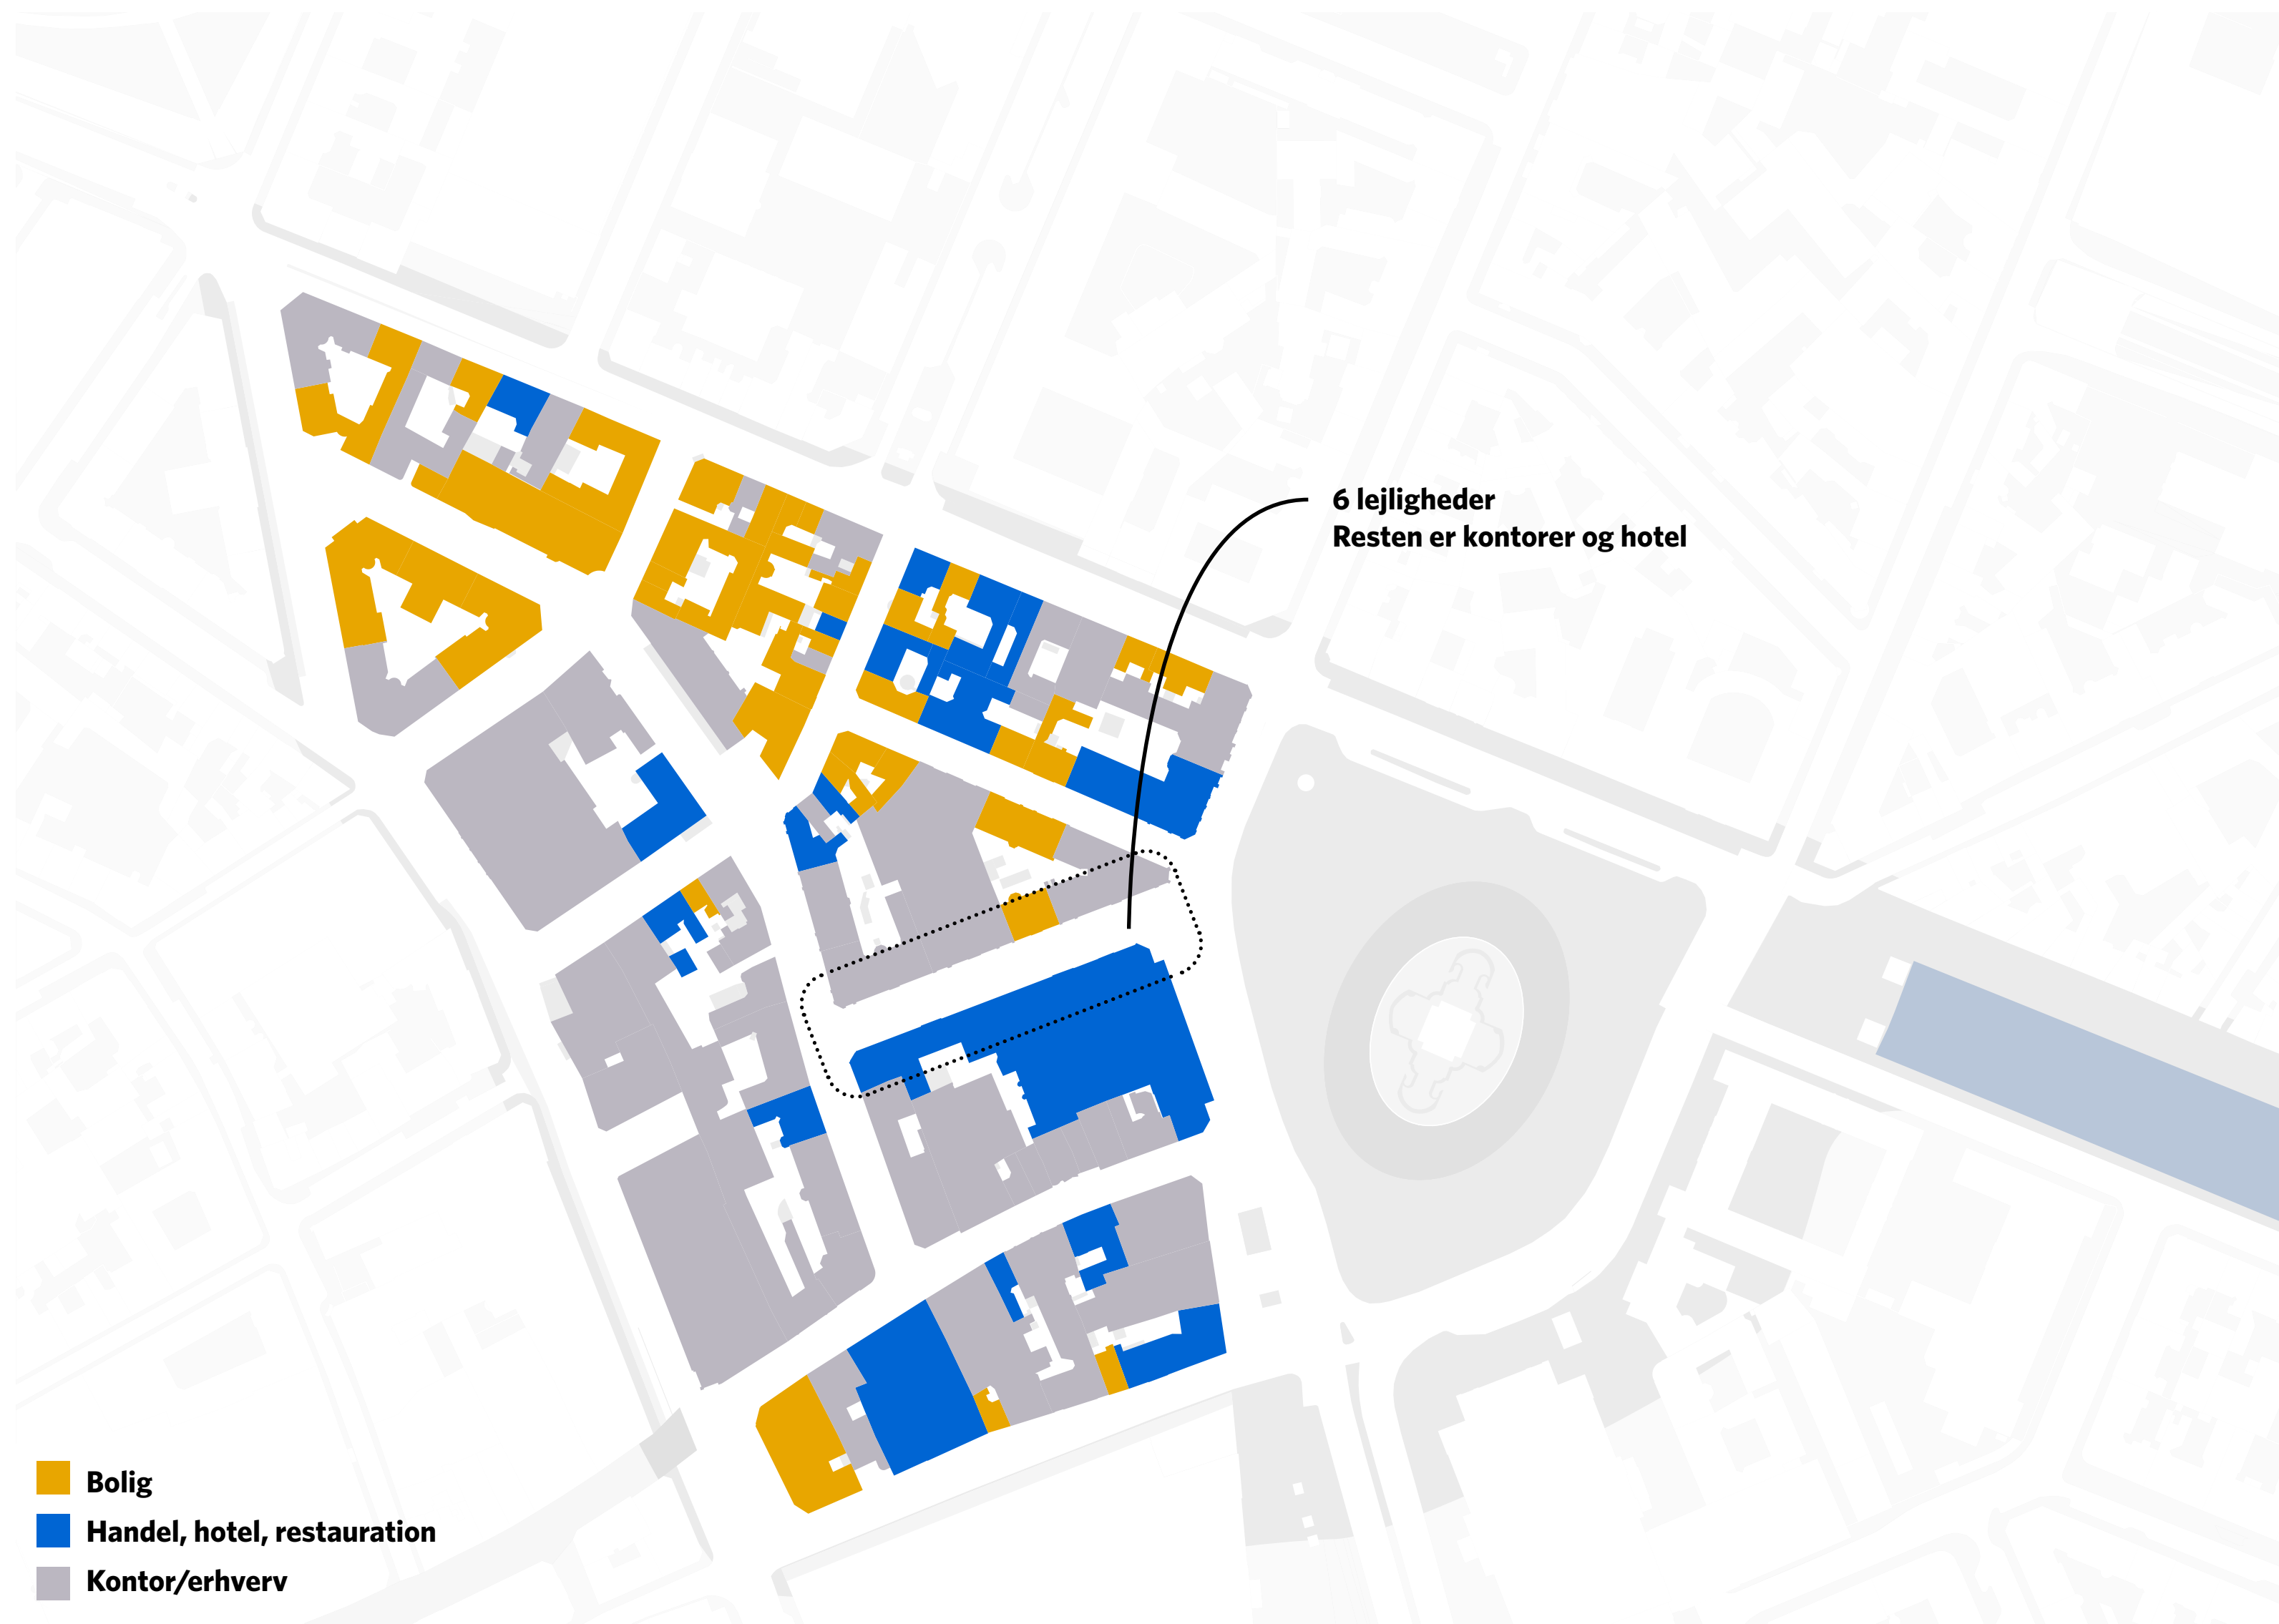 6 lejligheder
Resten er kontorer og hotel
Bolig
Handel, hotel, restauration
Kontor/erhverv